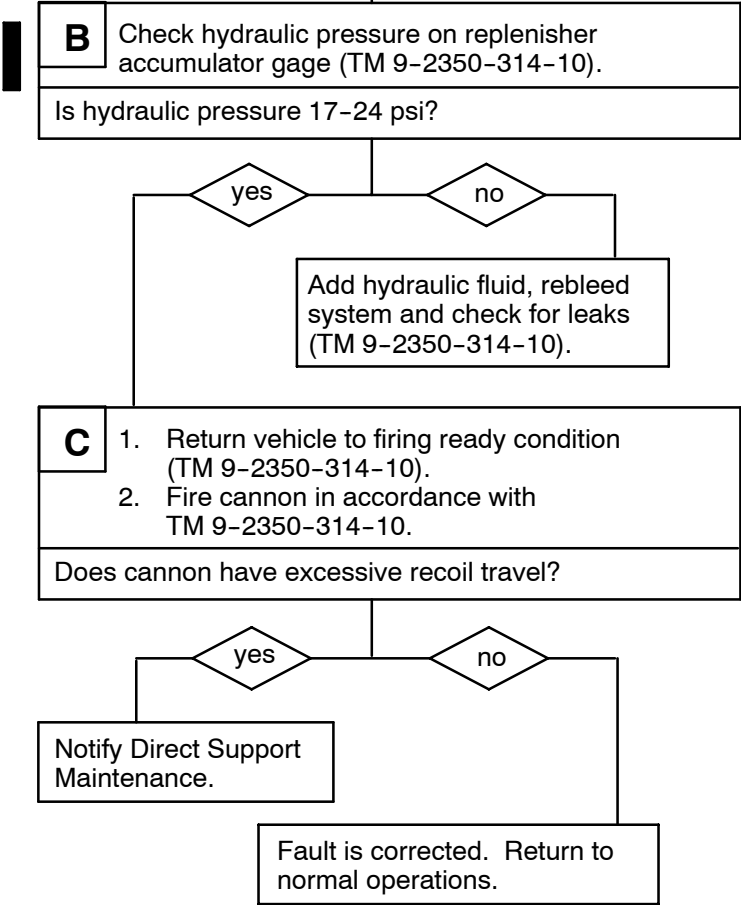 B
Check hydraulic pressure on replenisher
accumulator gage (TM 9-2350-314-10).
Is hydraulic pressure 17-24 psi?
yes
no
Add hydraulic fluid, rebleed
system and check for leaks
(TM 9-2350-314-10).
C
1. Return vehicle to firing ready condition
(TM 9-2350-314-10).
2. Fire cannon in accordance with
TM 9-2350-314-10.
Does cannon have excessive recoil travel?
yes
no
Notify Direct Support
Maintenance.
Fault is corrected. Return to
normal operations.